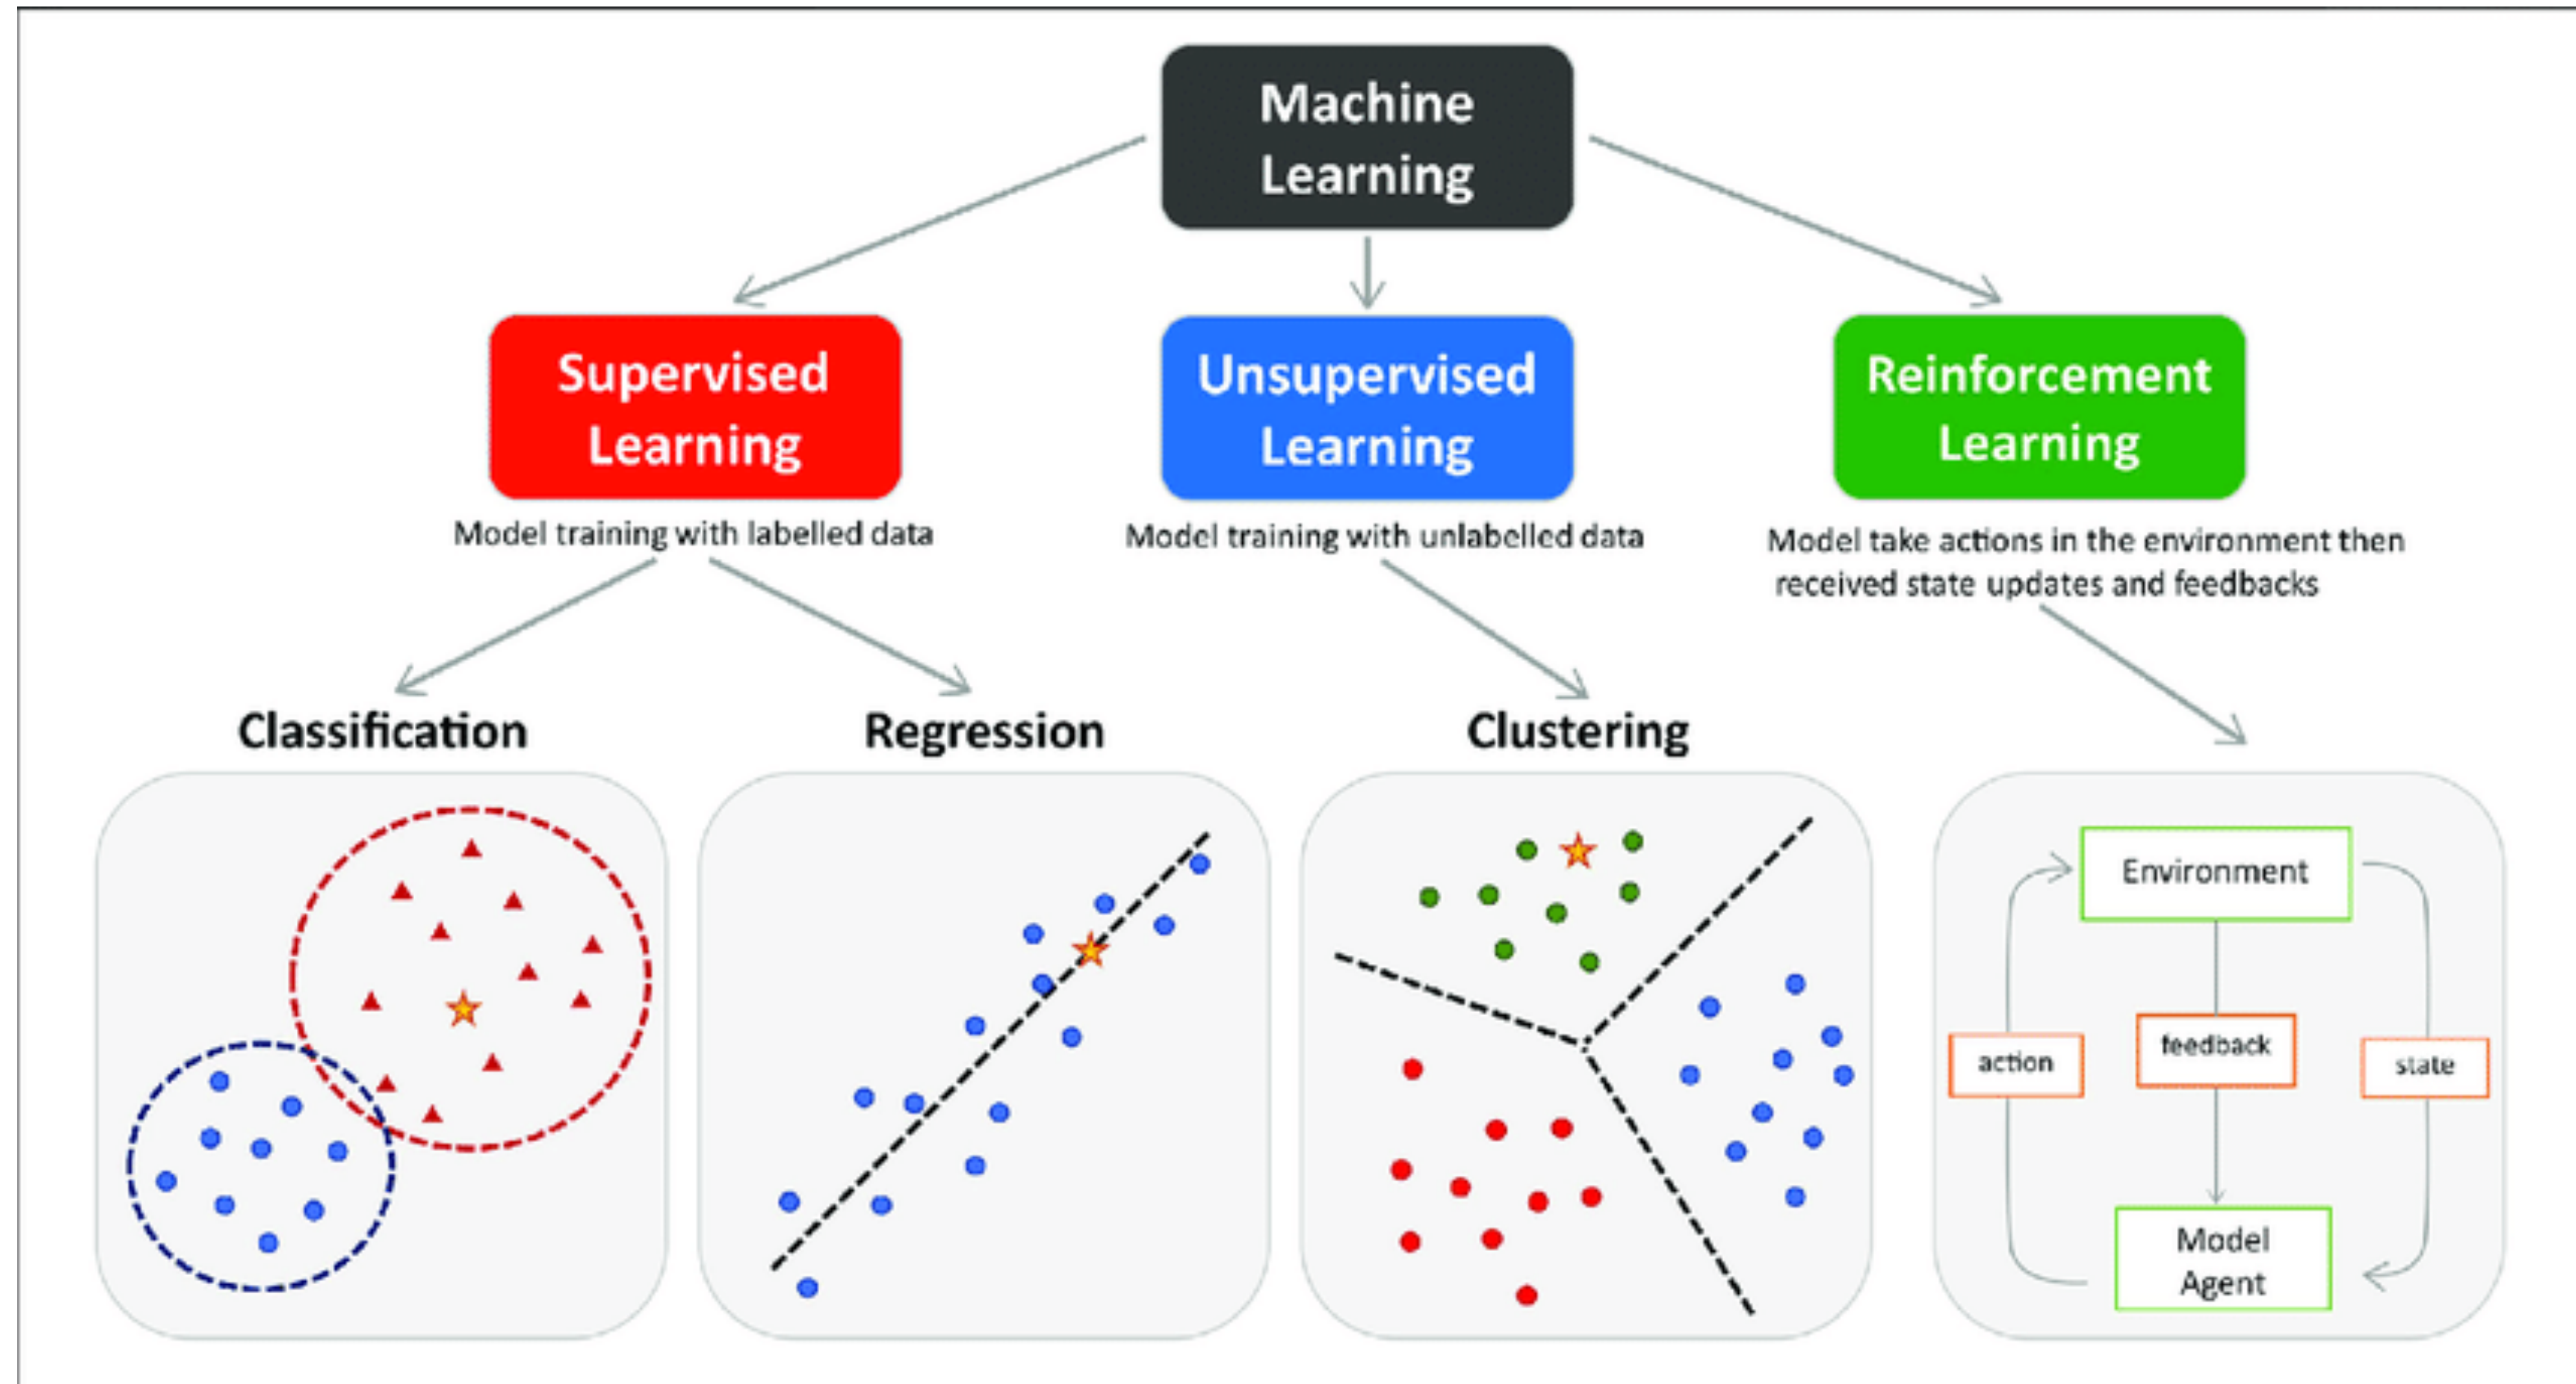 Machine
Learning
Supervised
Learning
Unsupervised
Learning
Reinforcement
Learning
Model training with labelled data
Model training with unlabelled data
Model take actions in the environment then
received state updates and feedbacks
Classification
Regression
Clustering
Environment
action
feedback
state
Model
Agent